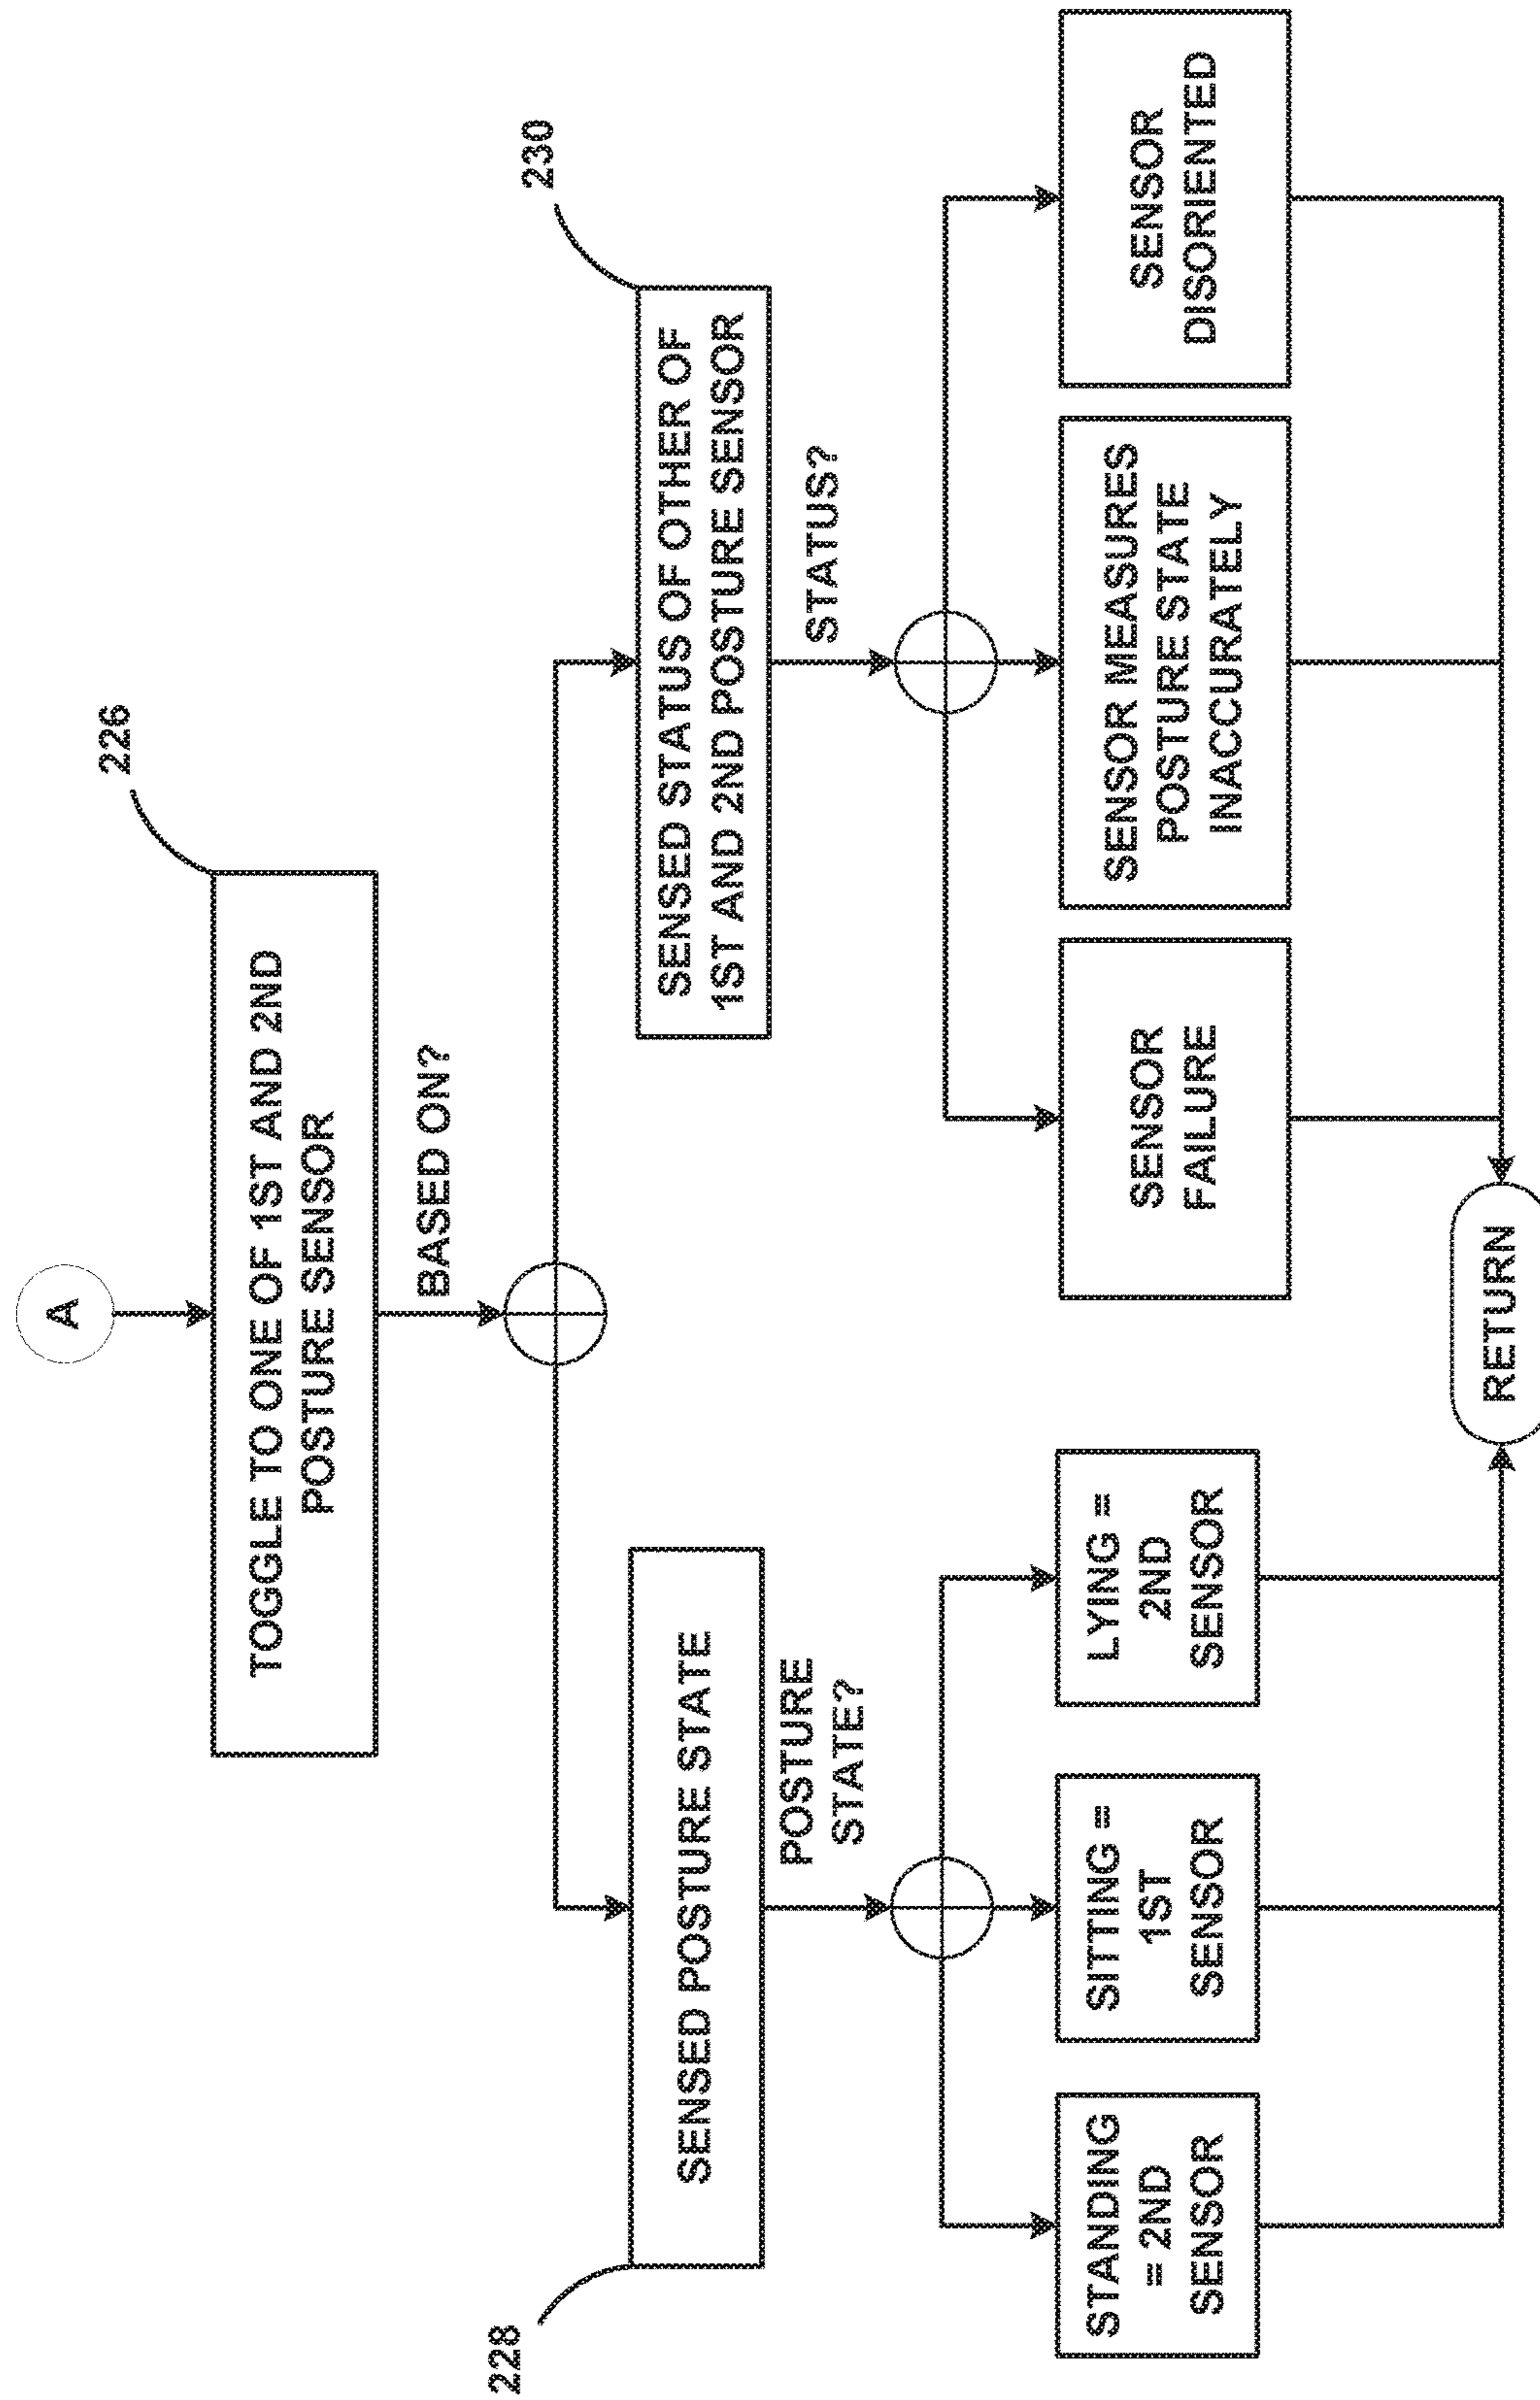 A
226
TOGGLE TO ONE OF 1ST AND 2ND
POSTURE SENSOR
BASED ON?
228
SENSED POSTURE STATE
POSTURE
STATE?
STANDING
= 2ND
SENSOR
SITTING =
1ST
SENSOR
LYING =
2ND
SENSOR
230
SENSED STATUS OF OTHER OF
1ST AND 2ND POSTURE SENSOR
STATUS?
SENSOR
FAILURE
SENSOR MEASURES
POSTURE STATE
INACCURATELY
SENSOR
DISORIENTED
RETURN